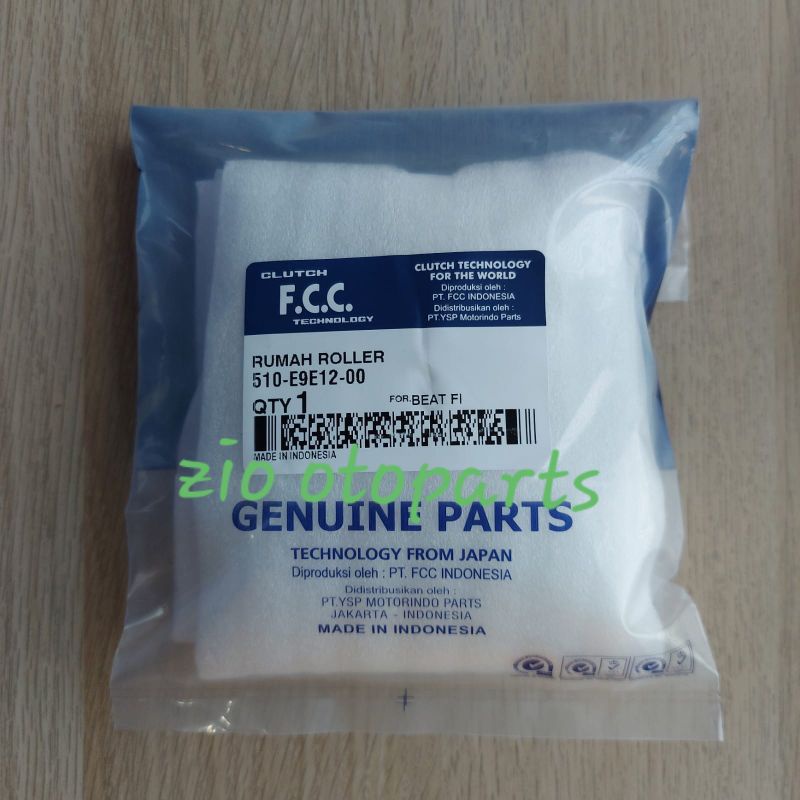 CLUTCH
F.C.C.
TECHNOLOGY
CLUTCH TECHNOLOGY
FOR THE WORLD
Diproduksi oleh :
PT. FCC INDONESIA
Didistribusikan oleh :
PT.YSP Motorindo Parts
RUMAH ROLLER
510-E9E12-00
QTY 1
FOR.BEAT FI
MADE IN INDONESIA
zio otoparts
GENUINE PARTS
TECHNOLOGY FROM JAPAN
Diproduksi oleh : PT. FCC INDONESIA
Didistribusikan oleh :
PT.YSP MOTORINDO PARTS
JAKARTA - INDONESIA
MADE IN INDONESIA